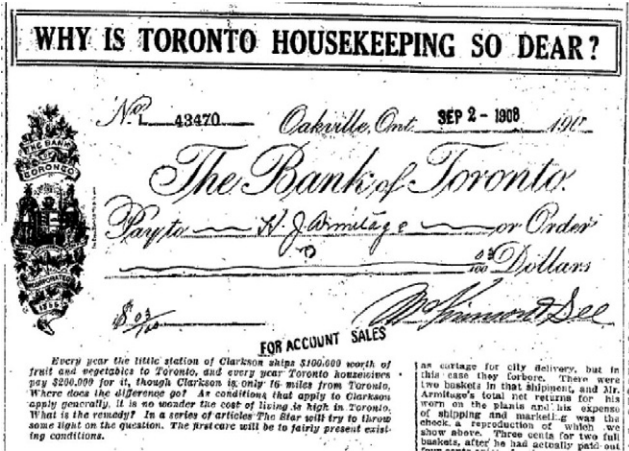 WHY IS TORONTO HOUSEKEEPING SO DEAR?
No. 43470 Oakville, Ont. SEP 2 - 1908 190
THE BANK
OF
TORONTO
The Bank of Toronto.
INCORPORATED
1855
Pay to H J Armitage or Order
0 03/100 Dollars
$ 03/100
FOR ACCOUNT SALES
Every year the little station of Clarkson ships $100,000 worth of
fruit and vegetables to Toronto, and every year Toronto housewives
pay $200,000 for it, though Clarkson is only 16 miles from Toronto.
Where does the difference go? As conditions that apply to Clarkson
apply generally, it is no wonder the cost of living is high in Toronto.
What is the remedy? In a series of articles The Star will try to throw
some light on the question. The first care will be to fairly present exist-
ing conditions.
as cartage for city delivery, but in
this case they forbore. There were
two baskets in that shipment, and Mr.
Armitage's total net returns for his
worn on the plants and his expense
of shipping and marketing was the
check, a reproduction of which we
show above. Three cents for two full
baskets, after he had actually paid out